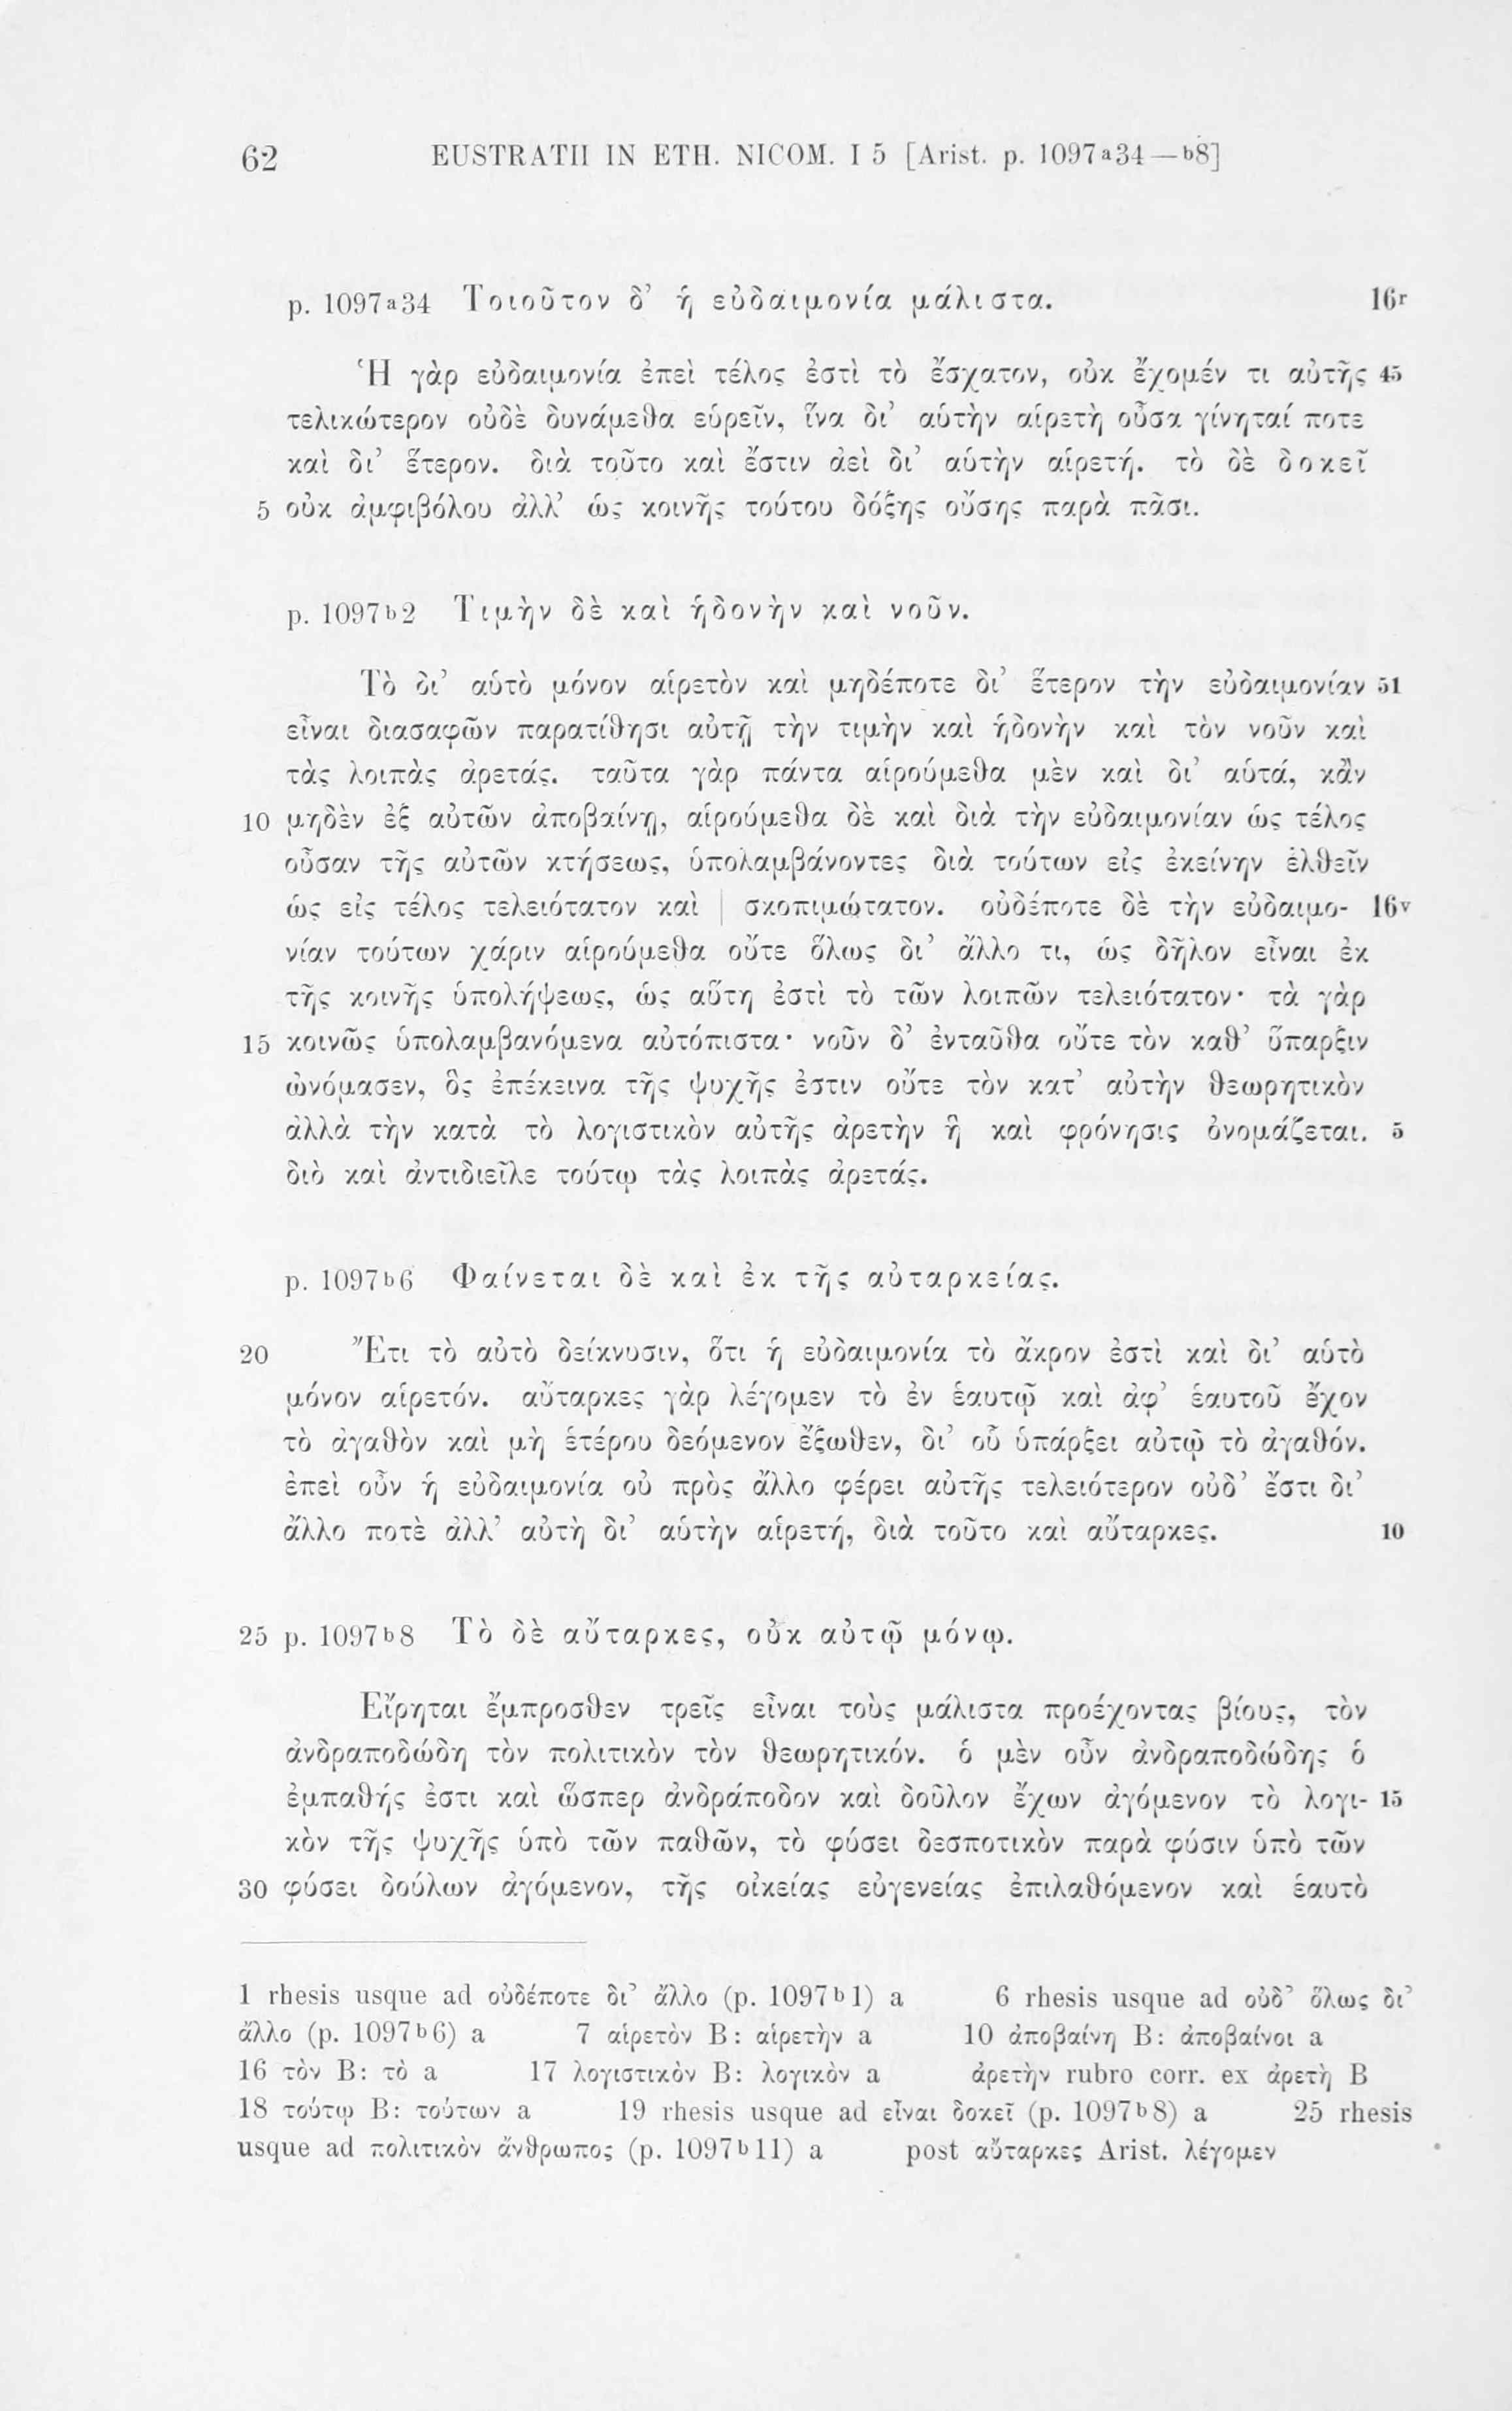 62 EUSTRATII IN ETH. NICOM. I 5 [Arist. p. 1097a34—b8]
p. 1097a34 Τοιοῦτον δ’ ἡ εὐδαιμονία μάλιστα. 16r
Ἡ γὰρ εὐδαιμονία ἐπεὶ τέλος ἐστὶ τὸ ἔσχατον, οὐκ ἔχομέν τι αὐτῆς 45
τελικώτερον οὐδὲ δυνάμεθα εὑρεῖν, ἵνα δι’ αὑτὴν αἱρετὴ οὖσα γίνηταί ποτε
καὶ δι’ ἕτερον. διὰ τοῦτο καὶ ἔστιν ἀεὶ δι’ αὑτὴν αἱρετή. τὸ δὲ δοκεῖ
5 οὐκ ἀμφιβόλου ἀλλ’ ὡς κοινῆς τούτου δόξης οὔσης παρὰ πᾶσι.
p. 1097b2 Τιμὴν δὲ καὶ ἡδονὴν καὶ νοῦν.
Τὸ δι’ αὑτὸ μόνον αἱρετὸν καὶ μηδέποτε δι’ ἕτερον τὴν εὐδαιμονίαν 51
εἶναι διασαφῶν παρατίθησι αὐτῇ τὴν τιμὴν καὶ ἡδονὴν καὶ τὸν νοῦν καὶ
τὰς λοιπὰς ἀρετάς. ταῦτα γὰρ πάντα αἱρούμεθα μὲν καὶ δι’ αὑτά, κἂν
10 μηδὲν ἐξ αὐτῶν ἀποβαίνῃ, αἱρούμεθα δὲ καὶ διὰ τὴν εὐδαιμονίαν ὡς τέλος
οὖσαν τῆς αὐτῶν κτήσεως, ὑπολαμβάνοντες διὰ τούτων εἰς ἐκείνην ἐλθεῖν
ὡς εἰς τέλος τελειότατον καὶ | σκοπιμώτατον. οὐδέποτε δὲ τὴν εὐδαιμο- 16v
νίαν τούτων χάριν αἱρούμεθα οὔτε ὅλως δι’ ἄλλο τι, ὡς δῆλον εἶναι ἐκ
τῆς κοινῆς ὑπολήψεως, ὡς αὕτη ἐστὶ τὸ τῶν λοιπῶν τελειότατον· τὰ γὰρ
15 κοινῶς ὑπολαμβανόμενα αὐτόπιστα· νοῦν δ’ ἐνταῦθα οὔτε τὸν καθ’ ὕπαρξιν
ὠνόμασεν, ὃς ἐπέκεινα τῆς ψυχῆς ἐστιν οὔτε τὸν κατ’ αὐτὴν θεωρητικὸν
ἀλλὰ τὴν κατὰ τὸ λογιστικὸν αὐτῆς ἀρετὴν ἣ καὶ φρόνησις ὀνομάζεται. 5
διὸ καὶ ἀντιδιεῖλε τούτῳ τὰς λοιπὰς ἀρετάς.
p. 1097b6 Φαίνεται δὲ καὶ ἐκ τῆς αὐταρκείας.
20 Ἔτι τὸ αὐτὸ δείκνυσιν, ὅτι ἡ εὐδαιμονία τὸ ἄκρον ἐστὶ καὶ δι’ αὑτὸ
μόνον αἱρετόν. αὔταρκες γὰρ λέγομεν τὸ ἐν ἑαυτῷ καὶ ἀφ’ ἑαυτοῦ ἔχον
τὸ ἀγαθὸν καὶ μὴ ἑτέρου δεόμενον ἔξωθεν, δι’ οὗ ὑπάρξει αὐτῷ τὸ ἀγαθόν.
ἐπεὶ οὖν ἡ εὐδαιμονία οὐ πρὸς ἄλλο φέρει αὐτῆς τελειότερον οὐδ’ ἔστι δι’
ἄλλο ποτὲ ἀλλ’ αὐτὴ δι’ αὑτὴν αἱρετή, διὰ τοῦτο καὶ αὔταρκες. 10
25 p. 1097b8 Τὸ δὲ αὔταρκες, οὐκ αὐτῷ μόνῳ.
Εἴρηται ἔμπροσθεν τρεῖς εἶναι τοὺς μάλιστα προέχοντας βίους, τὸν
ἀνδραποδώδη τὸν πολιτικὸν τὸν θεωρητικόν. ὁ μὲν οὖν ἀνδραποδώδης ὁ
ἐμπαθής ἐστι καὶ ὥσπερ ἀνδράποδον καὶ δοῦλον ἔχων ἀγόμενον τὸ λογι- 15
κὸν τῆς ψυχῆς ὑπὸ τῶν παθῶν, τὸ φύσει δεσποτικὸν παρὰ φύσιν ὑπὸ τῶν
30 φύσει δούλων ἀγόμενον, τῆς οἰκείας εὐγενείας ἐπιλαθόμενον καὶ ἑαυτὸ
1 rhesis usque ad οὐδέποτε δι’ ἄλλο (p. 1097b1) a 6 rhesis usque ad οὐδ’ ὅλως δι’
ἄλλο (p. 1097b6) a 7 αἱρετὸν B: αἱρετὴν a 10 ἀποβαίνῃ B: ἀποβαίνοι a
16 τὸν B: τὸ a 17 λογιστικὸν B: λογικὸν a ἀρετὴν rubro corr. ex ἀρετὴ B
18 τούτῳ B: τούτων a 19 rhesis usque ad εἶναι δοκεῖ (p. 1097b8) a 25 rhesis
usque ad πολιτικὸν ἄνθρωπος (p. 1097b11) a post αὔταρκες Arist. λέγομεν